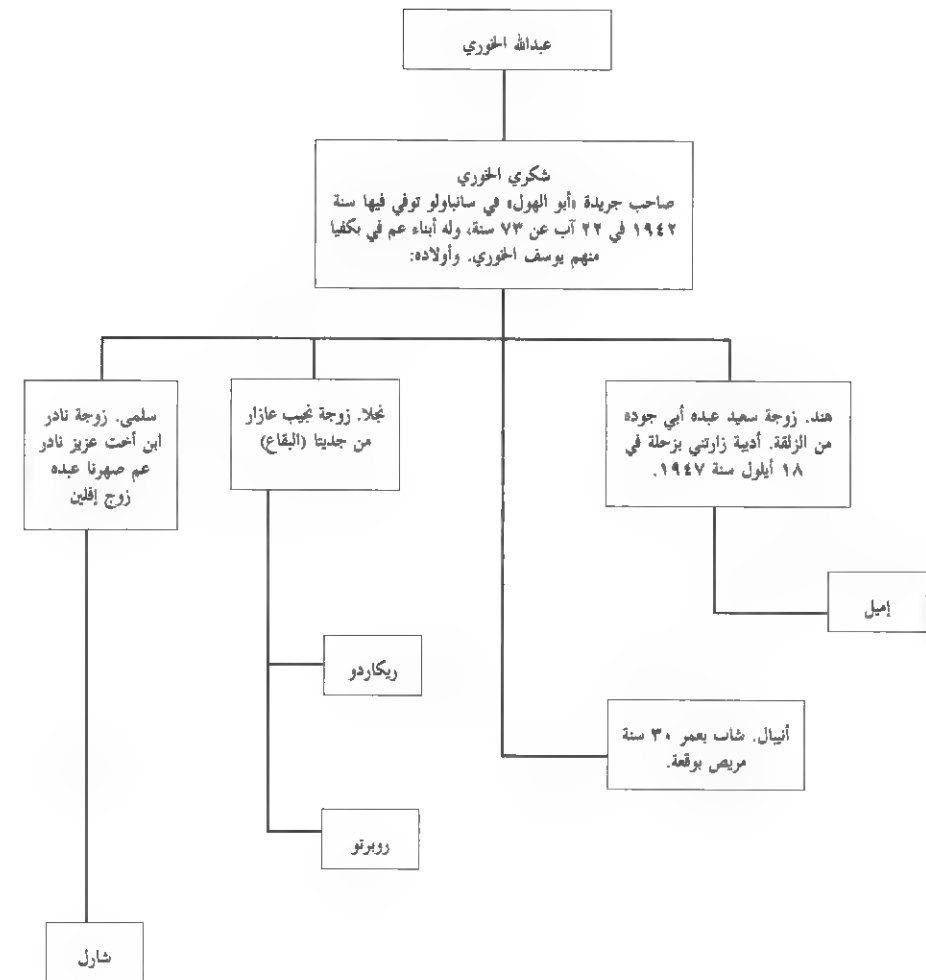 عبدالله الخوري
شكري الخوري
صاحب جريدة «أبو الهول» في سانباولو توفي فيها سنة
١٩٤٢ في ٢٢ آب عن ٧٣ سنة، وله أبناء عم في بكفيا
منهم يوسف الخوري. وأولاده:
هند. زوجة سعيد عبده أبي جوده
من الزلقة. أديبة زارتني بزحلة في
١٨ أيلول سنة ١٩٤٧.
نجلا. زوجة نجيب عازار
من جديتا (البقاع)
سلمى. زوجة نادر
ابن أخت عزيز نادر
عم صهرنا عبده
زوج إڤلين
إميل
ريكاردو
أنيبال. شاب بعمر ٣٠ سنة
مريض بوقعة.
روبرتو
شارل